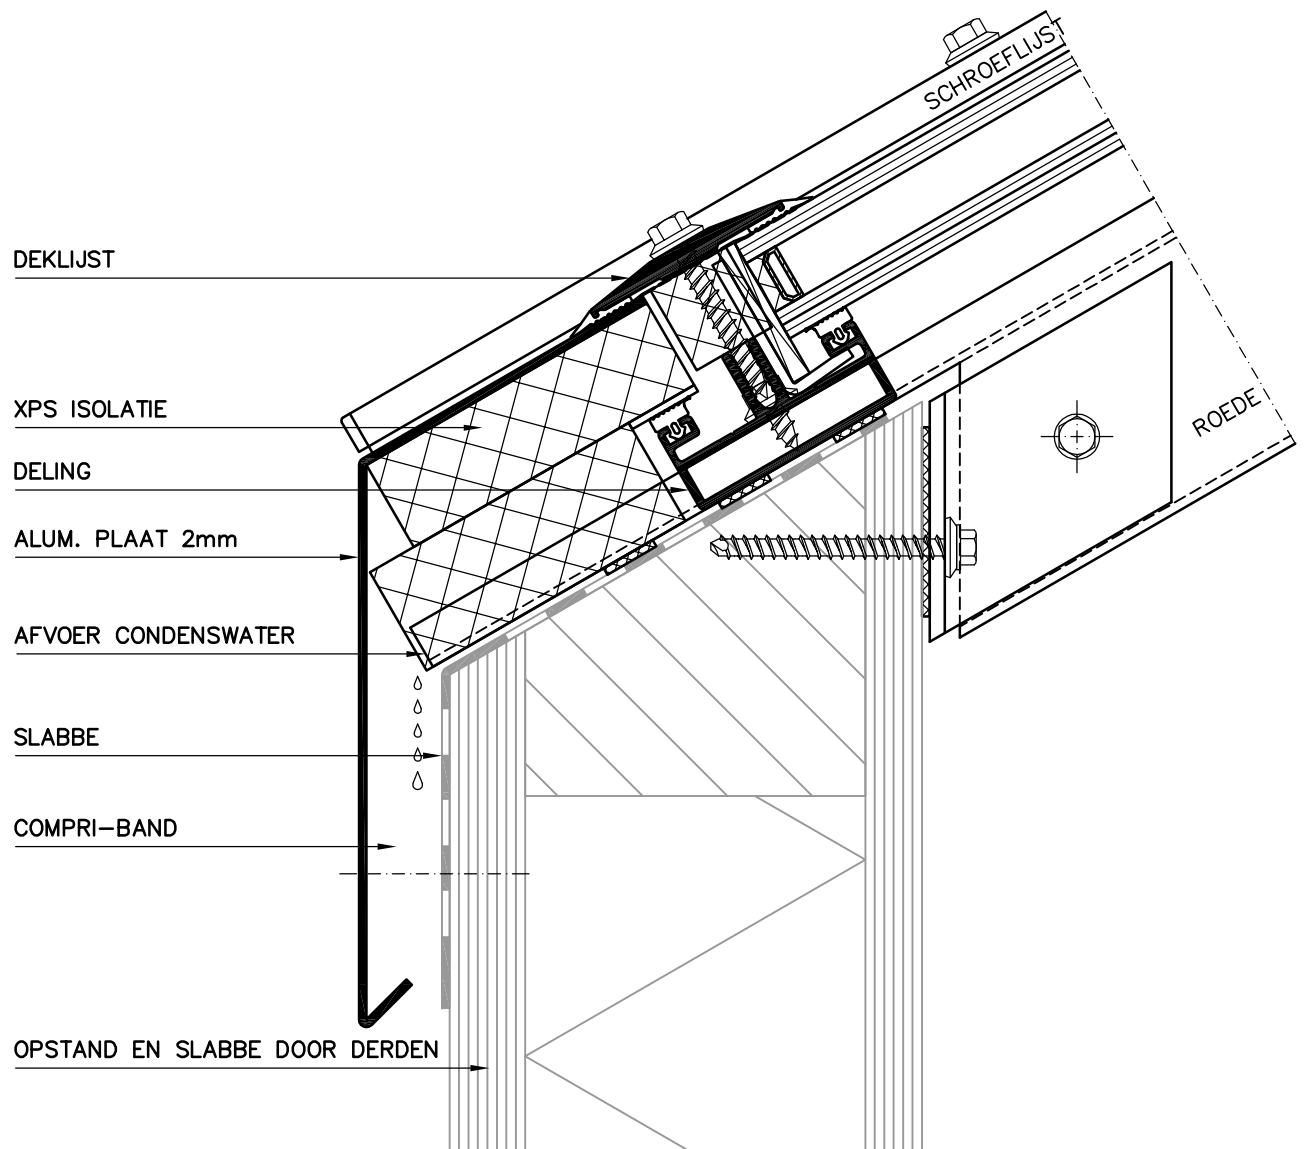 SCHROEFLIJST
DEKLIJST
XPS ISOLATIE
ROEDE
DELING
ALUM. PLAAT 2mm
AFVOER CONDENSWATER
SLABBE
COMPRI-BAND
OPSTAND EN SLABBE DOOR DERDEN